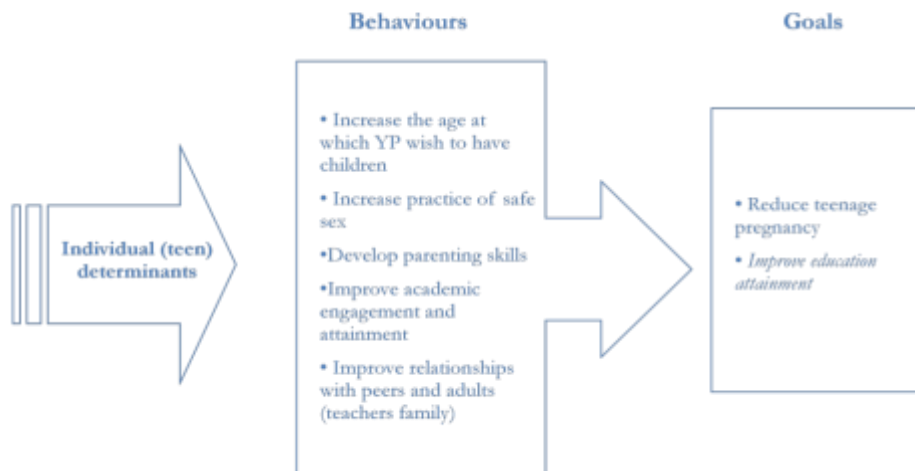 Behaviours
Goals
Individual (teen)
determinants
• Increase the age at
which YP wish to have
children
• Increase practice of safe
sex
•Develop parenting skills
•Improve academic
engagement and
attainment
• Improve relationships
with peers and adults
(teachers family)
• Reduce teenage
pregnancy
• Improve education
attainment